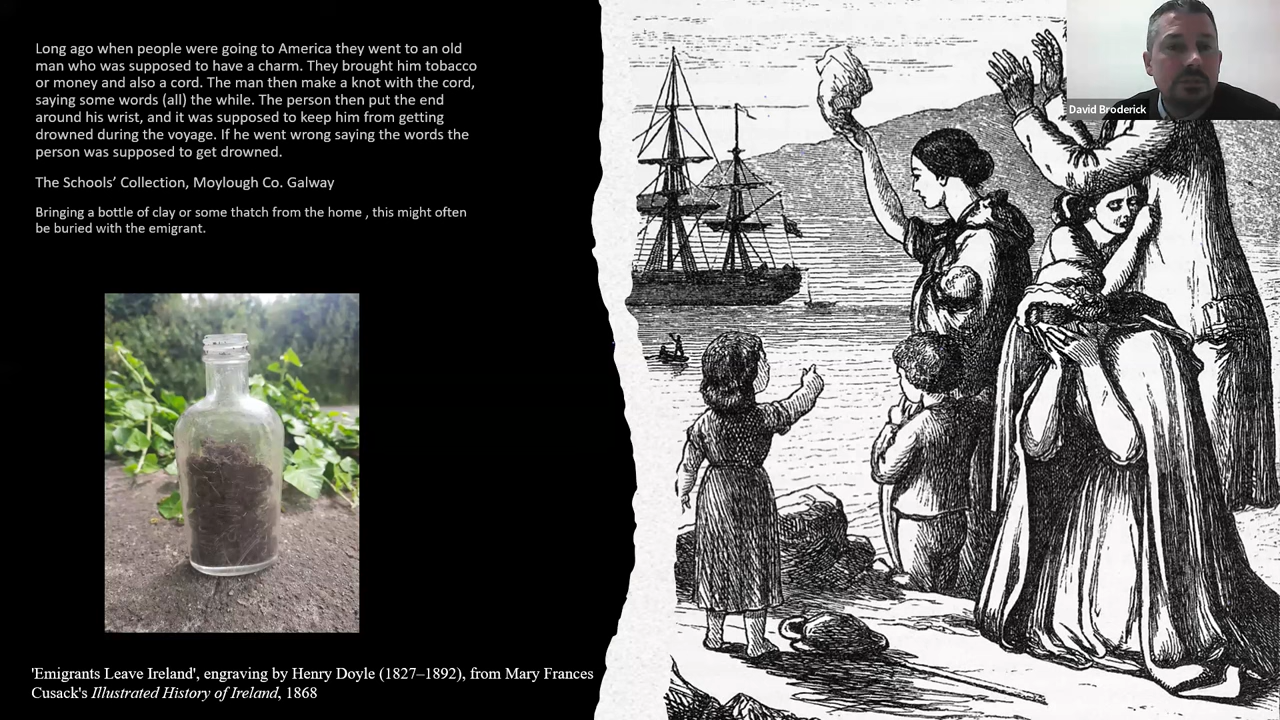 Long ago when people were going to America they went to an old
man who was supposed to have a charm. They brought him tobacco
or money and also a cord. The man then make a knot with the cord,
saying some words (all) the while. The person then put the end
around his wrist, and it was supposed to keep him from getting
drowned during the voyage. If he went wrong saying the words the
person was supposed to get drowned.
The Schools’ Collection, Moylough Co. Galway
Bringing a bottle of clay or some thatch from the home , this might often
be buried with the emigrant.
'Emigrants Leave Ireland', engraving by Henry Doyle (1827–1892), from Mary Frances
Cusack's Illustrated History of Ireland, 1868
David Broderick